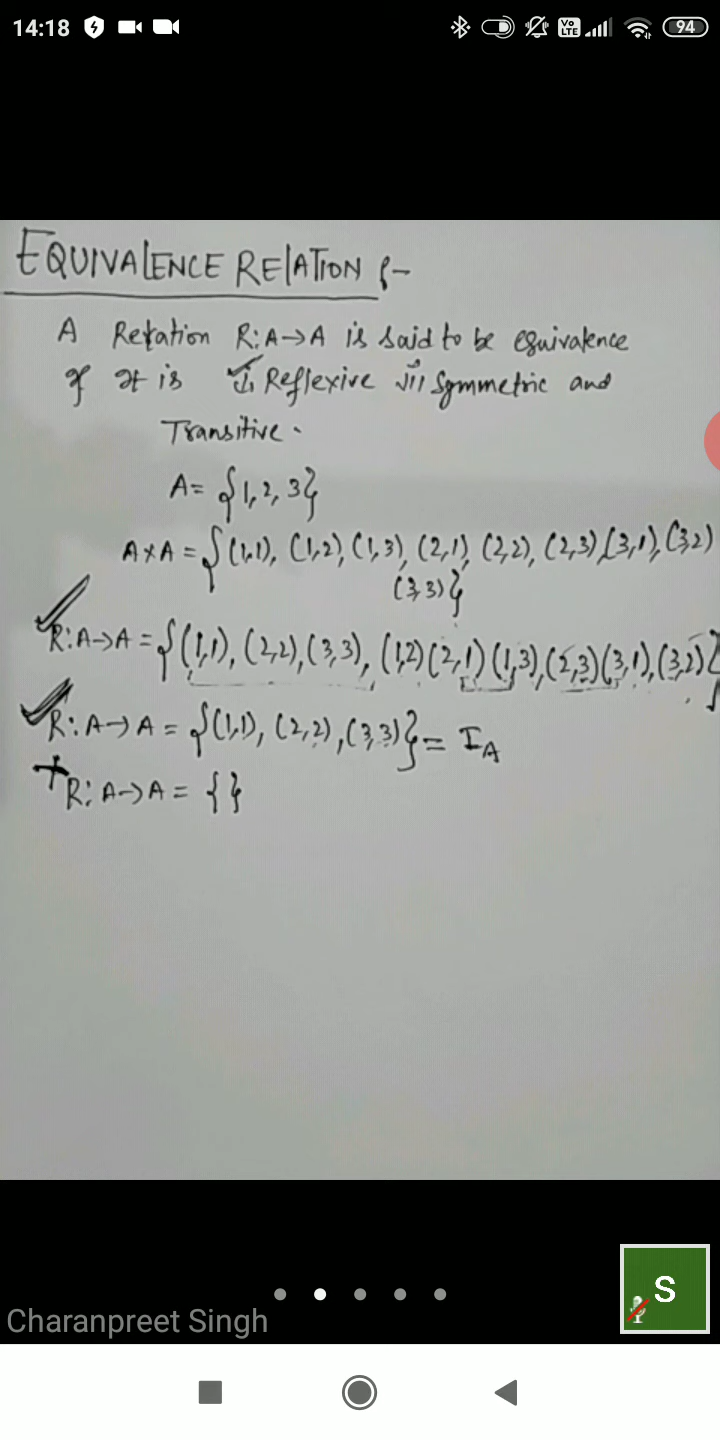 14:18 Vo LTE 94
EQUIVALENCE RELATION :-
A Relation R:A→A is said to be equivalence
if it is i) Reflexive ii) Symmetric and
Transitive.
A = {1, 2, 3}
A×A = {(1,1), (1,2), (1,3), (2,1), (2,2), (2,3), (3,1), (3,2)
(3,3)}
R:A→A = {(1,1), (2,2), (3,3), (1,2) (2,1) (1,3), (2,3) (3,1), (3,2)}
R: A→A = {(1,1), (2,2), (3,3)} = I_A
R: A→A = { }
S
Charanpreet Singh